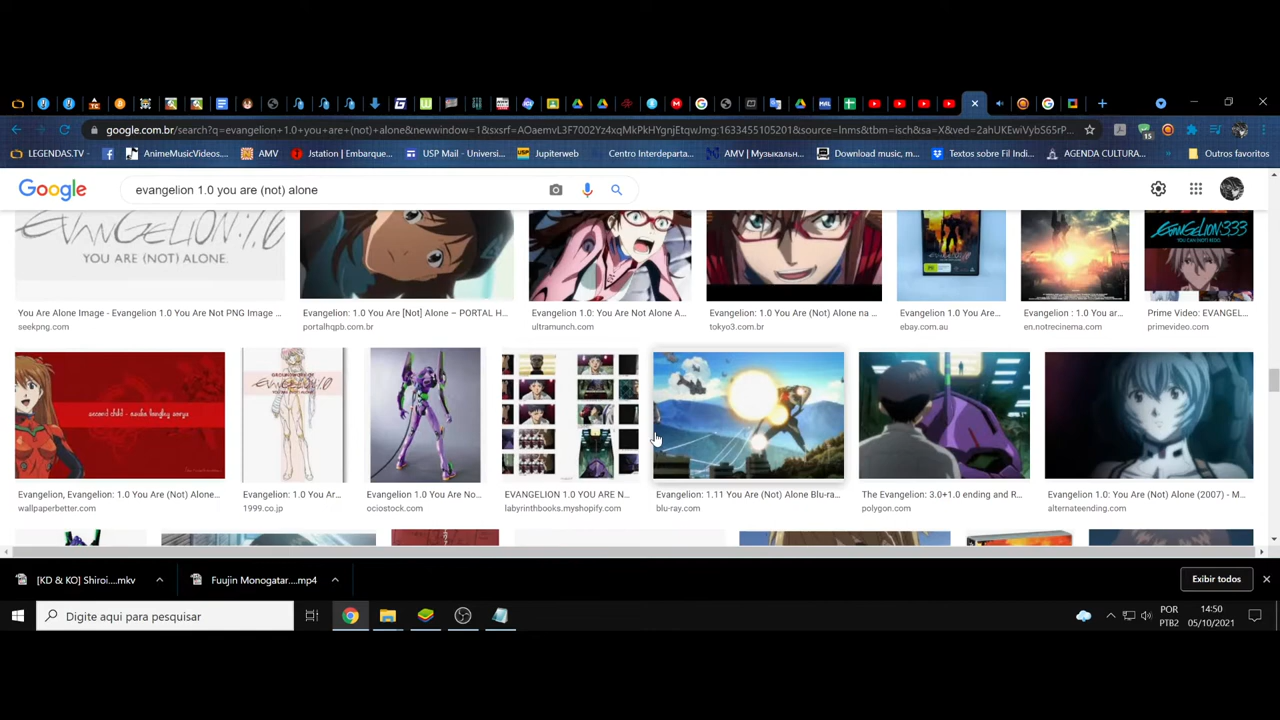 google.com.br/search?q=evangelion+1.0+you+are+(not)+alone&newwindow=1&sxsrf=AOaemvL3F7002Yz4xqMkPkHYgnjEtqwJmg:1633455105201&source=lnms&tbm=isch&sa=X&ved=2ahUKEwiVybS65rP...
LEGENDAS.TV -
AnimeMusicVideos...
AMV
Jstation | Embarque...
USP Mail - Universi...
Jupiterweb
Centro Interdeparta...
AMV | Музыкальн...
Download music, m...
Textos sobre Fil Indi...
AGENDA CULTURA...
Outros favoritos
Google
evangelion 1.0 you are (not) alone
EVANGELION:1.0
YOU ARE (NOT) ALONE.
EVANGELION:3.33
YOU CAN (NOT) REDO.
You Are Alone Image - Evangelion 1.0 You Are Not PNG Image ...
seekpng.com
Evangelion: 1.0 You Are [Not] Alone – PORTAL H...
portalhqpb.com.br
Evangelion 1.0: You Are Not Alone A...
ultramunch.com
Evangelion: 1.0 You Are (Not) Alone na ...
tokyo3.com.br
Evangelion 1.0 You Are...
ebay.com.au
Evangelion : 1.0 You ar...
en.notrecinema.com
Prime Video: EVANGEL...
primevideo.com
second child - asuka langley soryu
Evangelion, Evangelion: 1.0 You Are (Not) Alone...
wallpaperbetter.com
Evangelion: 1.0 You Ar...
1999.co.jp
Evangelion 1.0 You Are No...
ociostock.com
EVANGELION 1.0 YOU ARE N...
labyrinthbooks.myshopify.com
Evangelion: 1.11 You Are (Not) Alone Blu-ra...
blu-ray.com
The Evangelion: 3.0+1.0 ending and R...
polygon.com
Evangelion 1.0: You Are (Not) Alone (2007) - M...
alternateending.com
[KD & KO] Shiroi....mkv
Fuujin Monogatar....mp4
Exibir todos
Digite aqui para pesquisar
POR
PTB2
14:50
05/10/2021